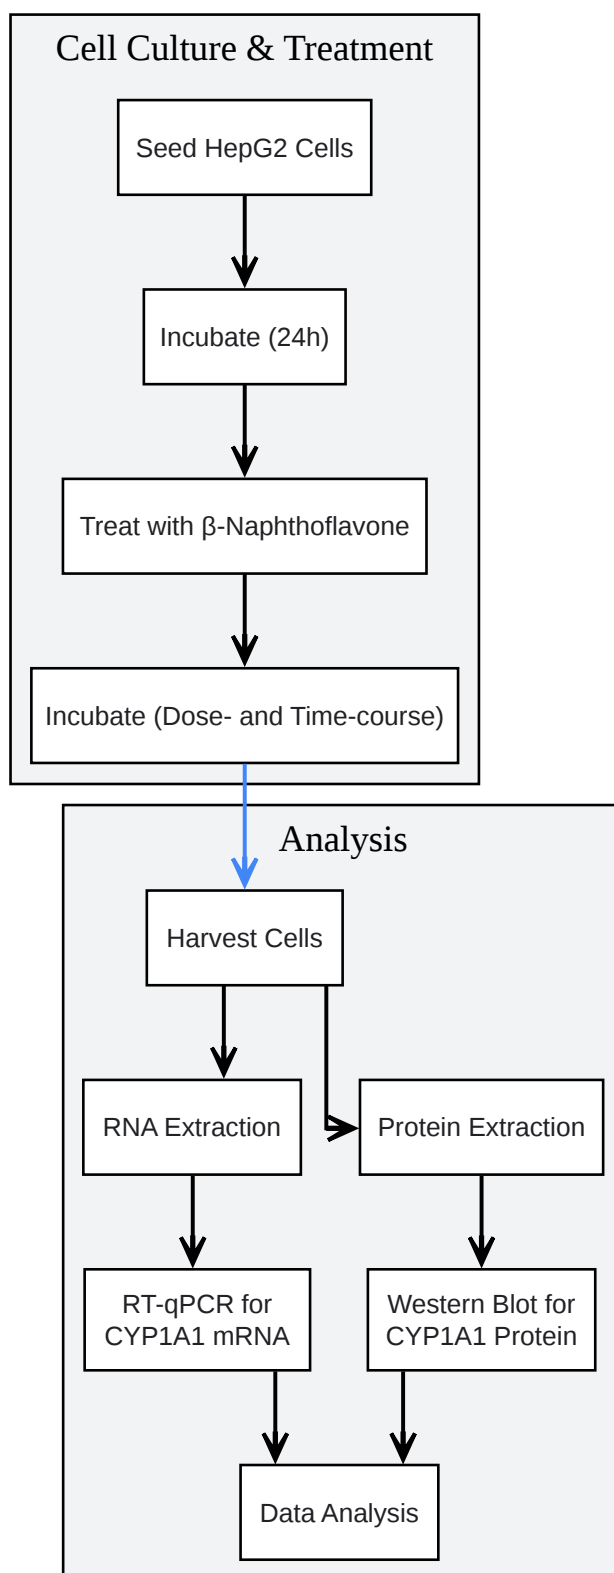 Cell Culture & Treatment
Seed HepG2 Cells
Incubate (24h)
Treat with β-Naphthoflavone
Incubate (Dose- and Time-course)
Analysis
Harvest Cells
RNA Extraction
Protein Extraction
RT-qPCR for
CYP1A1 mRNA
Western Blot for
CYP1A1 Protein
Data Analysis